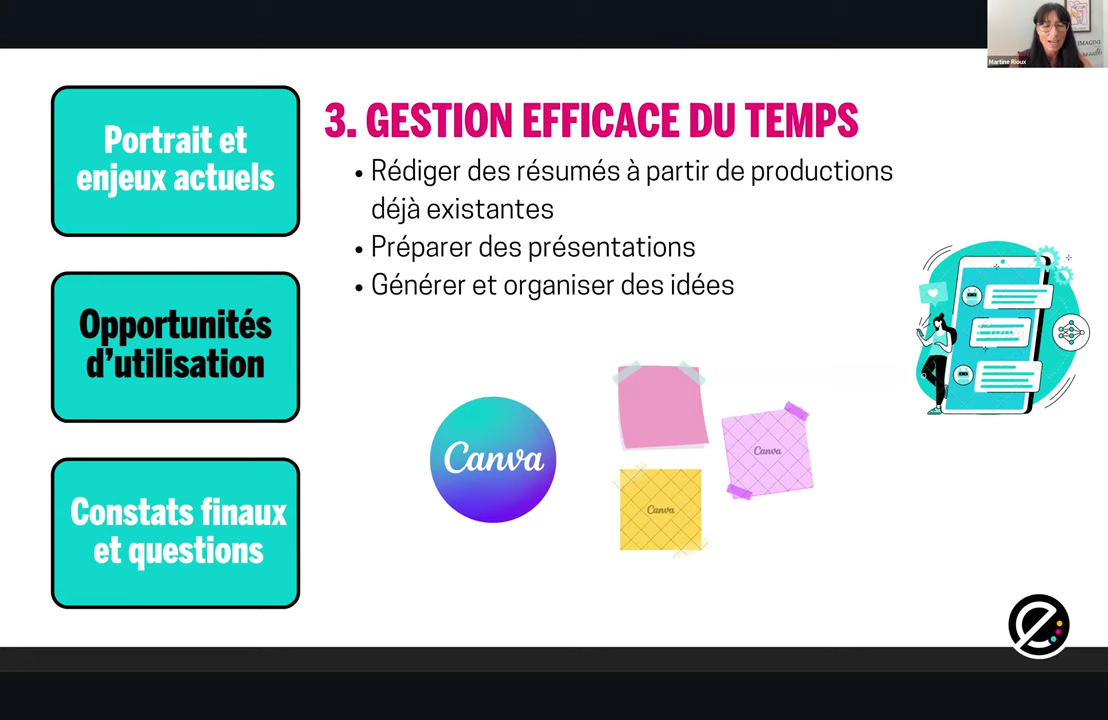 Martine Rioux
IMAGINE
Portrait et
enjeux actuels
Opportunités
d'utilisation
Constats finaux
et questions
3. GESTION EFFICACE DU TEMPS
• Rédiger des résumés à partir de productions
déjà existantes
• Préparer des présentations
• Générer et organiser des idées
Canva
Canva
Canva